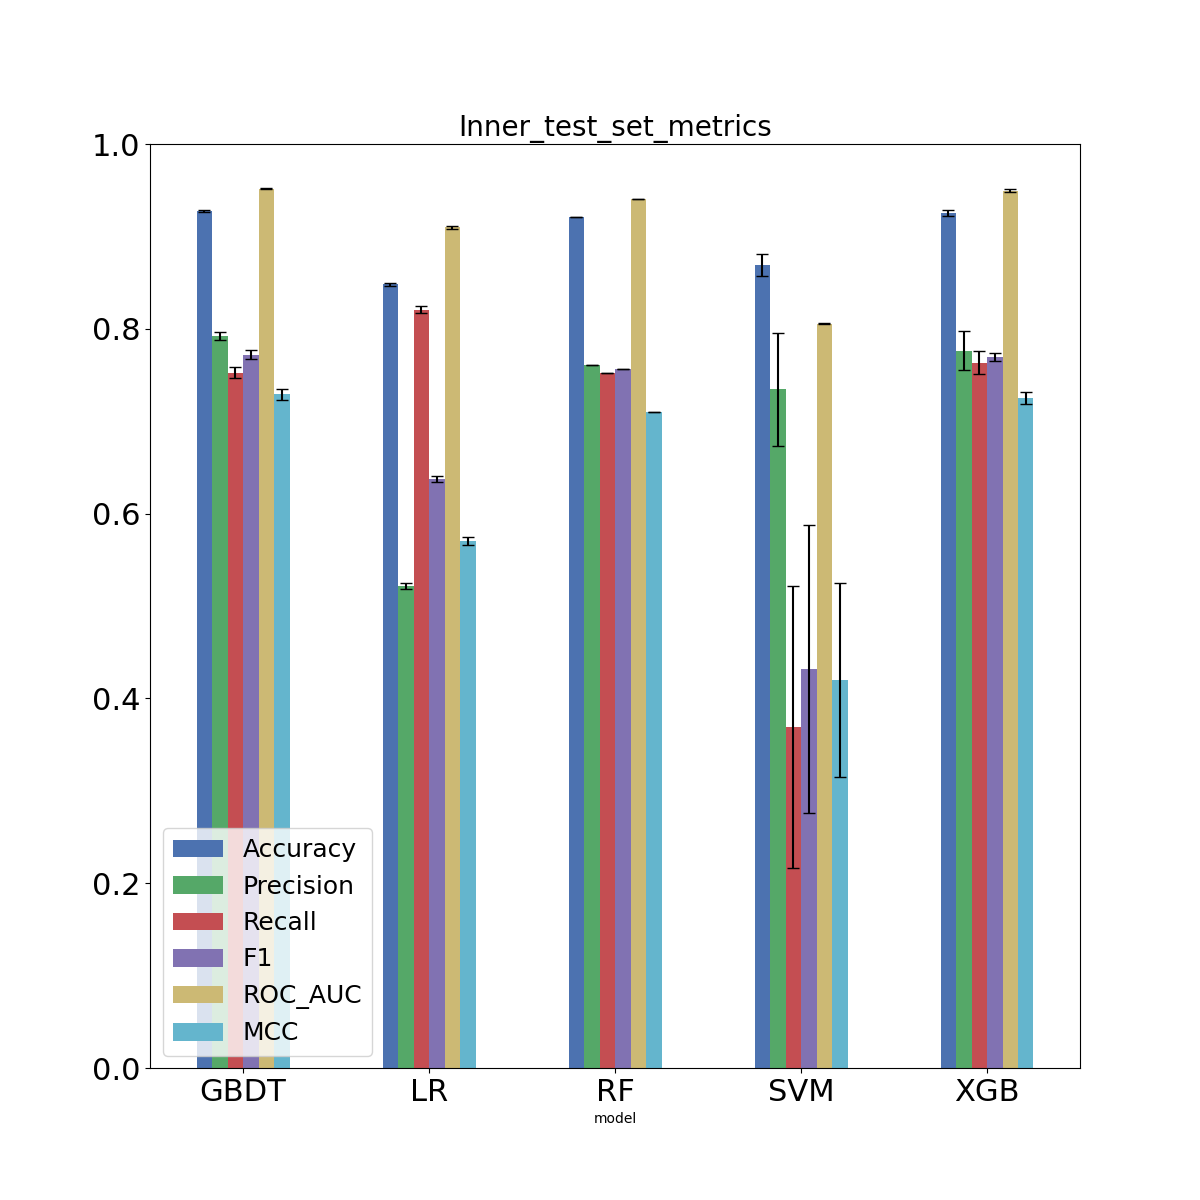 Inner_test_set_metrics
1.0
0.8
0.6
0.4
0.2
0.0
Accuracy
Precision
Recall
F1
ROC_AUC
MCC
GBDT LR RF SVM XGB
model